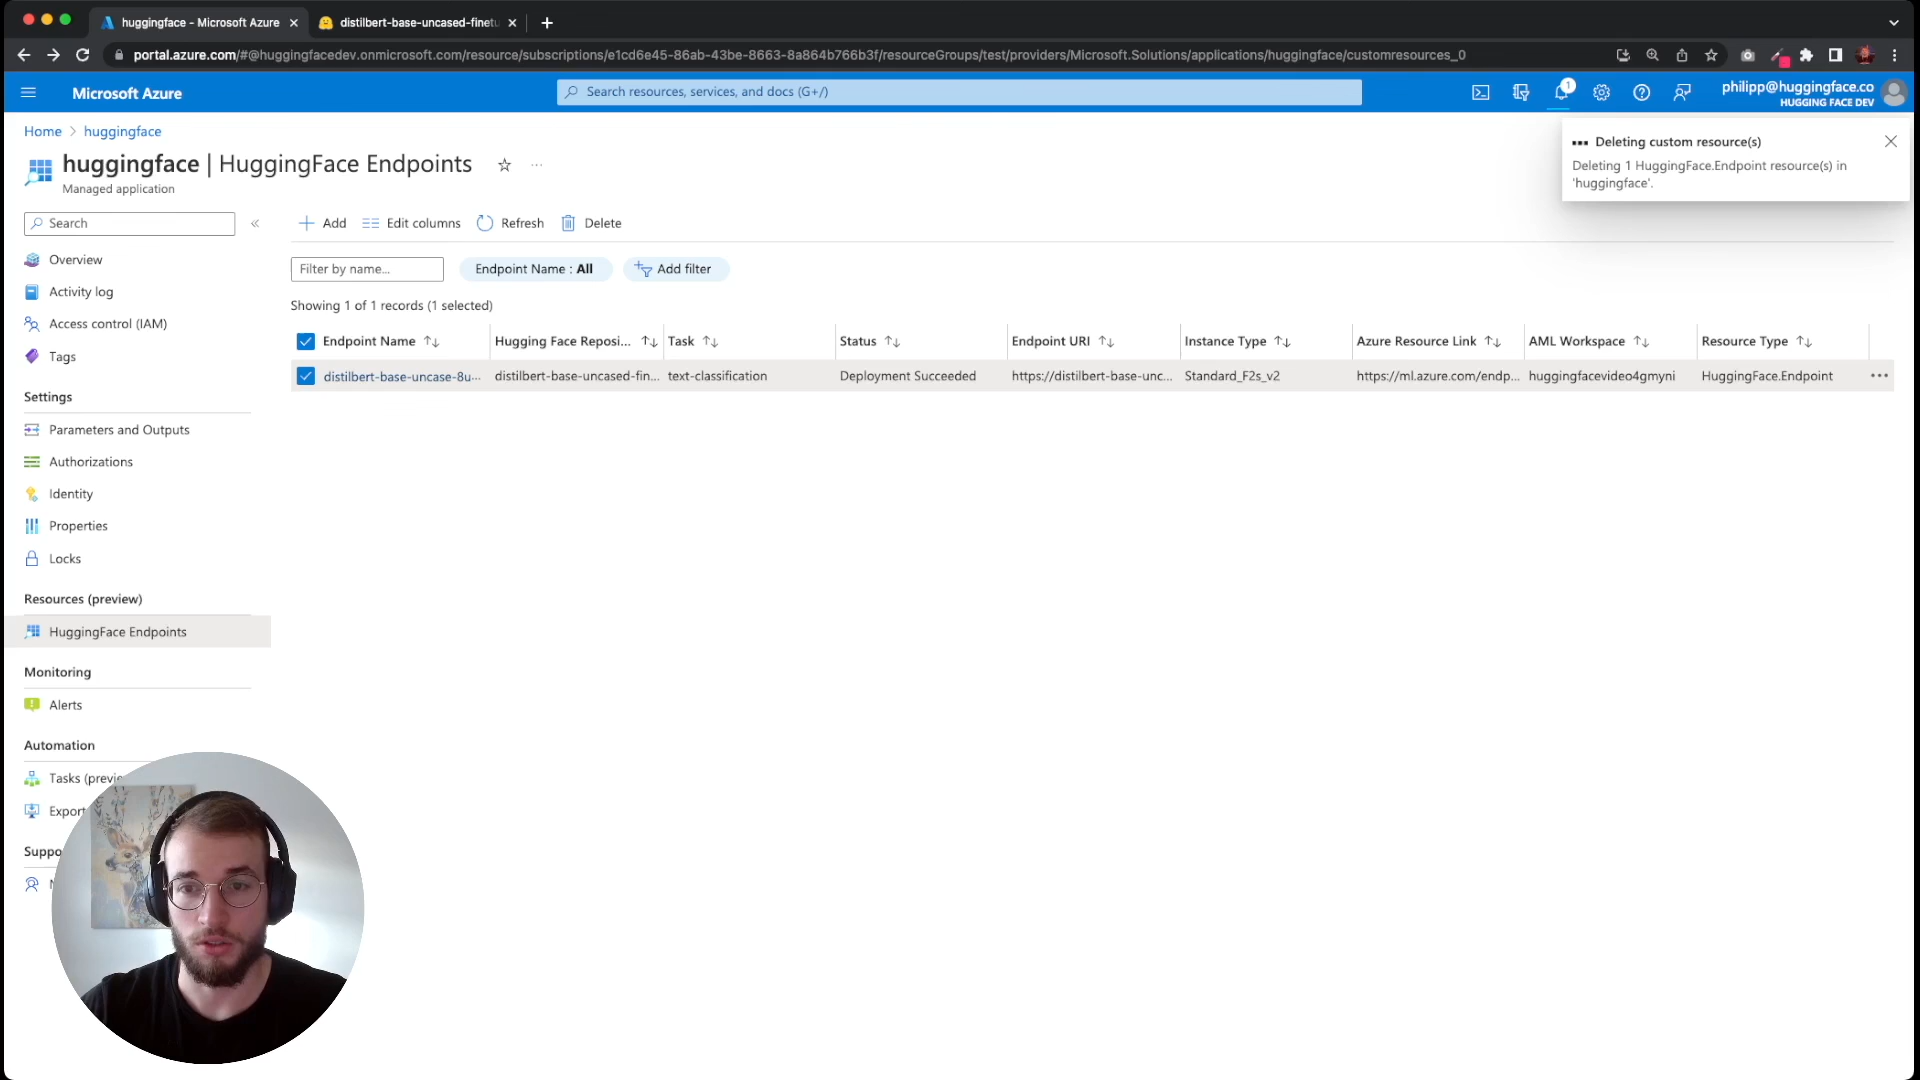 huggingface - Microsoft Azure
distilbert-base-uncased-finetu
portal.azure.com/#@huggingfacedev.onmicrosoft.com/resource/subscriptions/e1cd6e45-86ab-43be-8663-8a864b766b3f/resourceGroups/test/providers/Microsoft.Solutions/applications/huggingface/customresources_0
Microsoft Azure
Search resources, services, and docs (G+/)
1
philipp@huggingface.co
HUGGING FACE DEV
Home > huggingface
Deleting custom resource(s)
Deleting 1 HuggingFace.Endpoint resource(s) in
'huggingface'.
huggingface | HuggingFace Endpoints
Managed application
Search
Add
Edit columns
Refresh
Delete
Overview
Activity log
Access control (IAM)
Tags
Settings
Parameters and Outputs
Authorizations
Identity
Properties
Locks
Resources (preview)
HuggingFace Endpoints
Monitoring
Alerts
Automation
Tasks (previe
Export
Suppo
Filter by name...
Endpoint Name : All
Add filter
Showing 1 of 1 records (1 selected)
Endpoint Name Hugging Face Reposi... Task Status Endpoint URI Instance Type Azure Resource Link AML Workspace Resource Type
distilbert-base-uncase-8u... distilbert-base-uncased-fin... text-classification Deployment Succeeded https://distilbert-base-unc... Standard_F2s_v2 https://ml.azure.com/endp... huggingfacevideo4gmyni HuggingFace.Endpoint